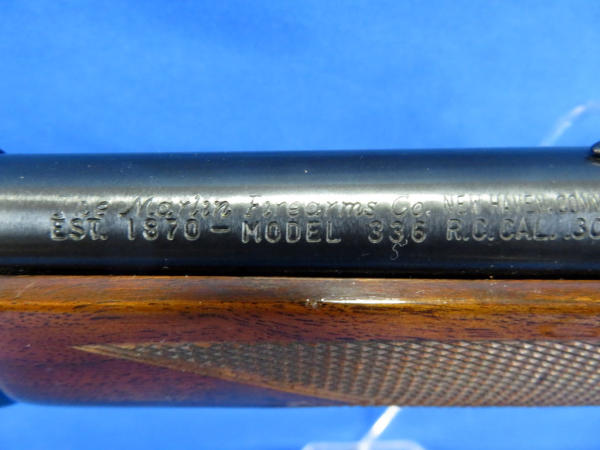 The Marlin Firearms Co. NEW HAVEN, CONN
EST. 1870 – MODEL 336 R.C. CAL. .30